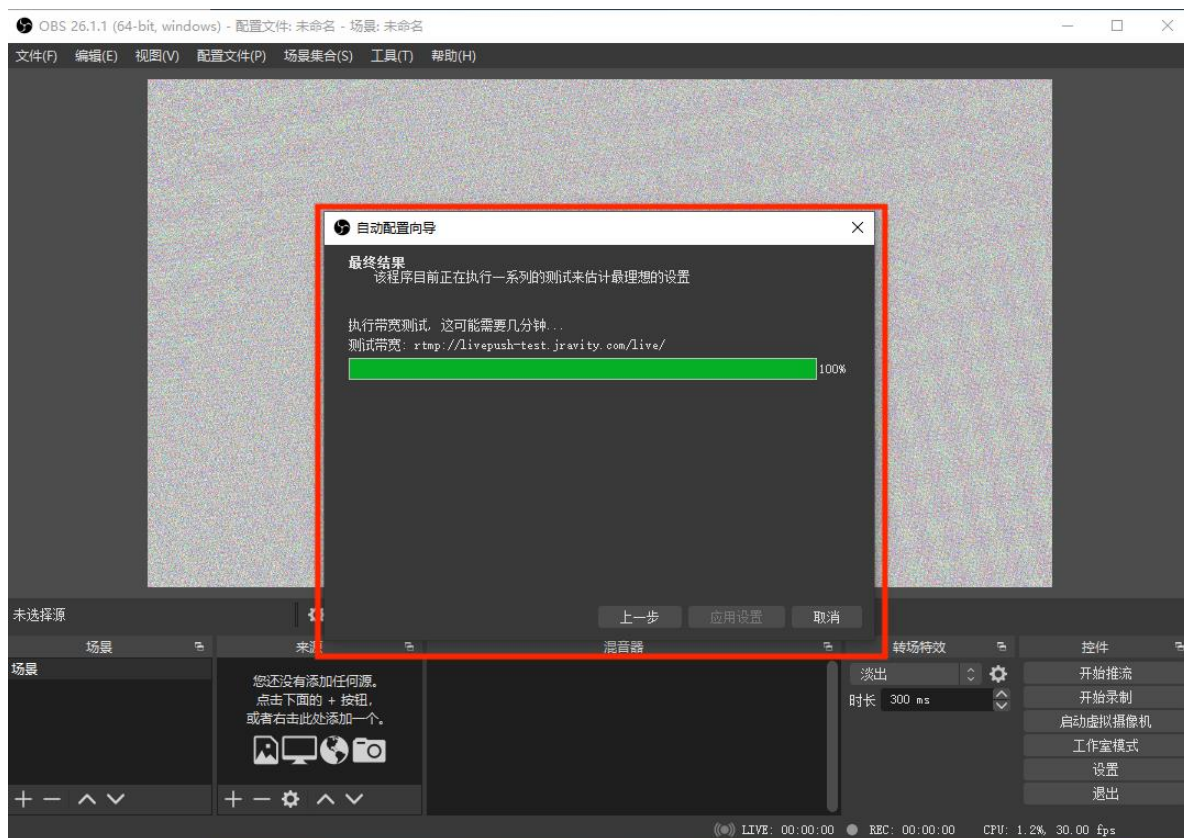 OBS 26.1.1 (64-bit, windows) - 配置文件: 未命名 - 场景: 未命名
文件(F) 编辑(E) 视图(V) 配置文件(P) 场景集合(S) 工具(T) 帮助(H)
自动配置向导
最终结果
该程序目前正在执行一系列的测试来估计最理想的设置
执行带宽测试, 这可能需要几分钟...
测试带宽: rtmp://livepush-test.jravity.com/live/
100%
上一步 应用设置 取消
未选择源
场景 来源 混音器 转场特效 控件
场景
您还没有添加任何源。
点击下面的 + 按钮,
或者右击此处添加一个。
淡出
时长 300 ms
开始推流
开始录制
启动虚拟摄像机
工作室模式
设置
退出
LIVE: 00:00:00 REC: 00:00:00 CPU: 1.2%, 30.00 fps